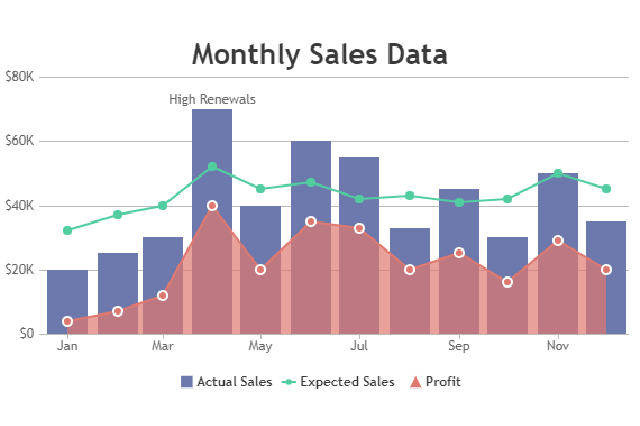 Monthly Sales Data
$80K
High Renewals
$60K
$40K
$20K
$0
Jan Mar May Jul Sep Nov
Actual Sales Expected Sales Profit